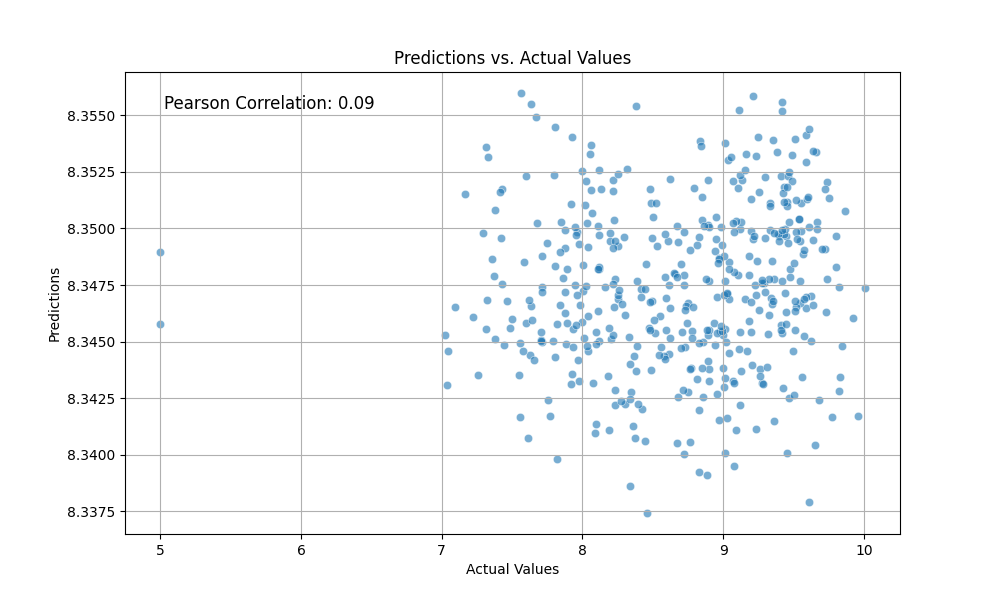 Predictions vs. Actual Values
Pearson Correlation: 0.09
Predictions
8.3550
8.3525
8.3500
8.3475
8.3450
8.3425
8.3400
8.3375
5 6 7 8 9 10
Actual Values